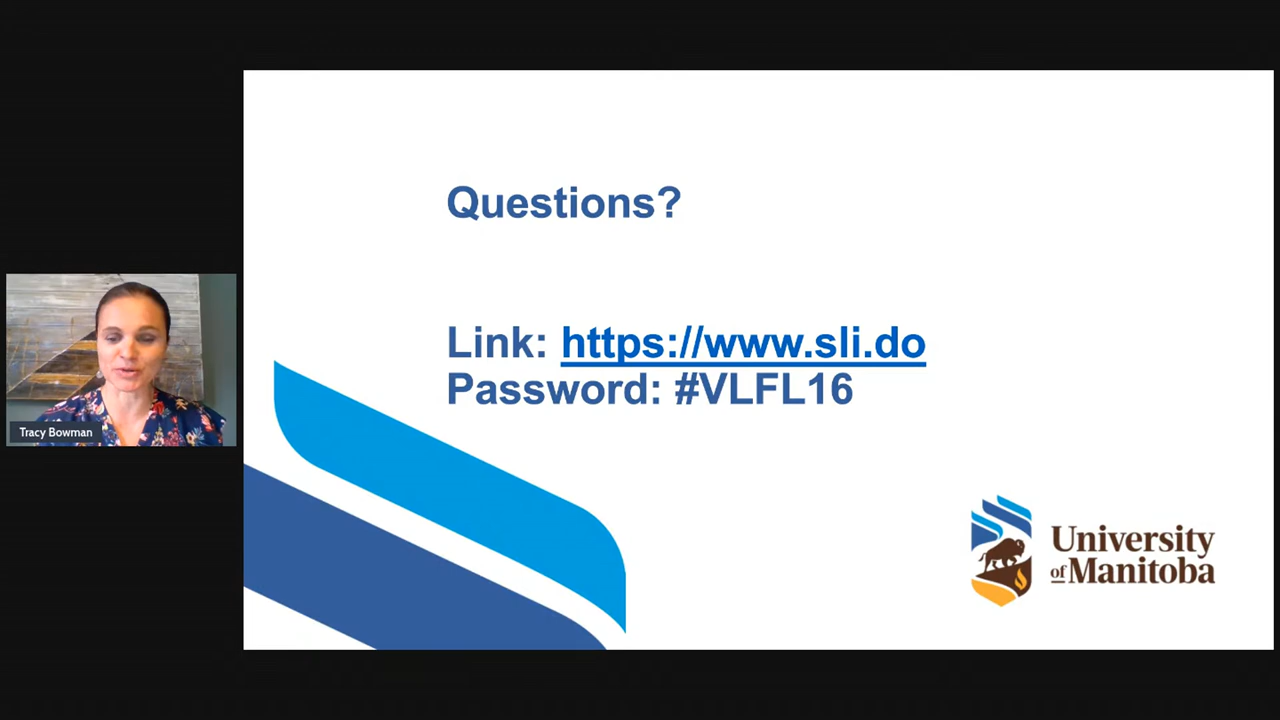 Questions?
Link: https://www.sli.do
Password: #VLFL16
Tracy Bowman
University
of Manitoba